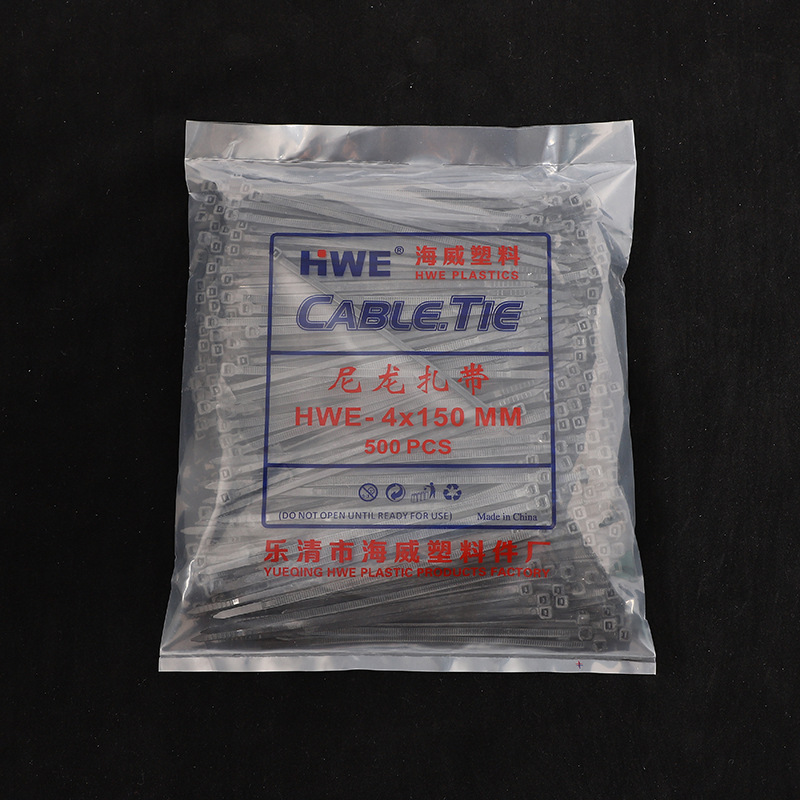 HWE® 海威塑料
HWE PLASTICS
CABLE.TIE
尼龙扎带
HWE- 4x150 MM
500 PCS
(DO NOT OPEN UNTIL READY FOR USE) Made in China
乐清市海威塑料件厂
YUEQING HWE PLASTIC PRODUCTS FACTORY